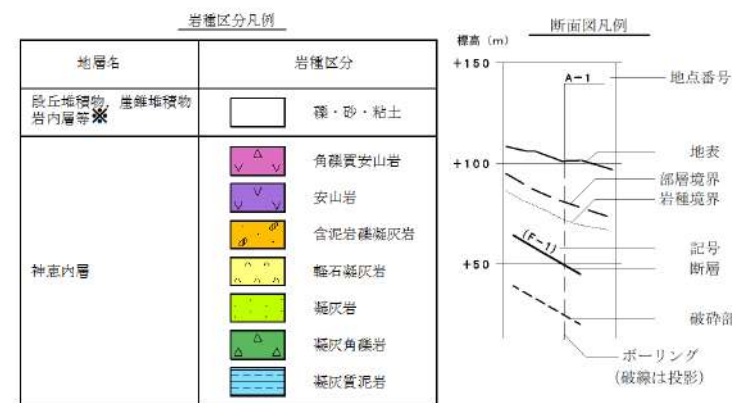 岩種区分凡例
地層名
岩種区分
段丘堆積物、崖錐堆積物
岩内層等※
礫・砂・粘土
神恵内層
角礫質安山岩
安山岩
含泥岩礫凝灰岩
軽石凝灰岩
凝灰岩
凝灰角礫岩
凝灰質泥岩
断面図凡例
標高 (m)
+150
A-1
地点番号
+100
地表
部層境界
岩種境界
(F-1)
記号
+50
断層
破砕部
ボーリング
(破線は投影)